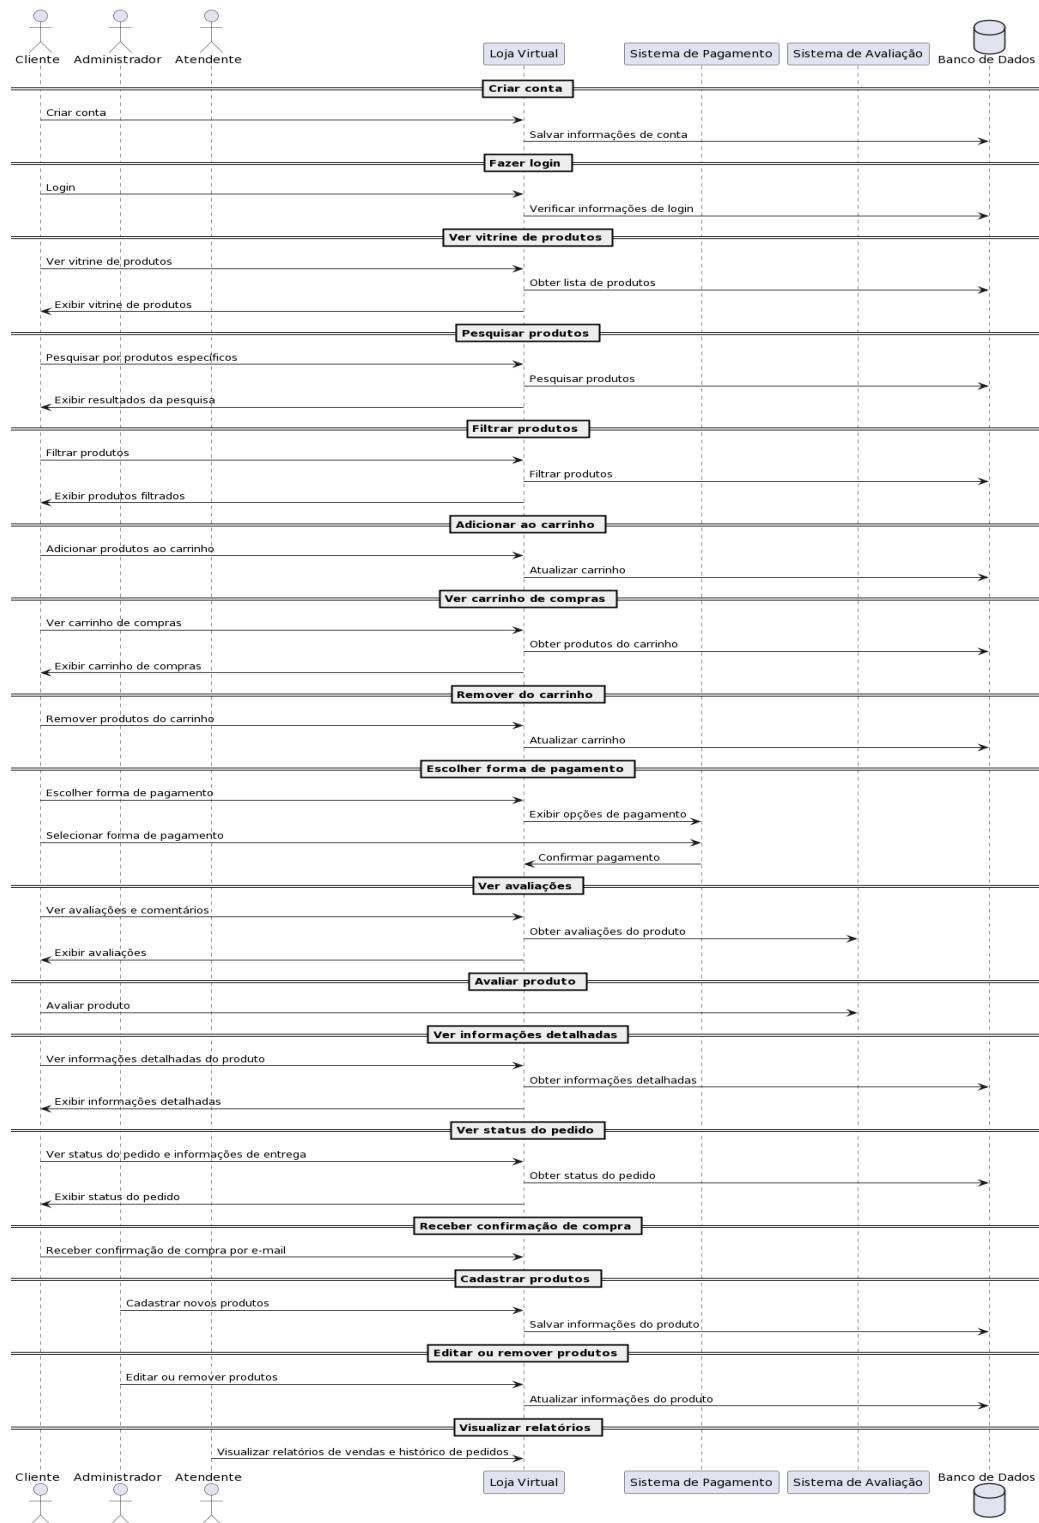 Cliente Administrador Atendente Loja Virtual Sistema de Pagamento Sistema de Avaliação Banco de Dados
Criar conta
Criar conta
Salvar informações de conta
Fazer login
Login
Verificar informações de login
Ver vitrine de produtos
Ver vitrine de produtos
Obter lista de produtos
Exibir vitrine de produtos
Pesquisar produtos
Pesquisar por produtos específicos
Pesquisar produtos
Exibir resultados da pesquisa
Filtrar produtos
Filtrar produtos
Filtrar produtos
Exibir produtos filtrados
Adicionar ao carrinho
Adicionar produtos ao carrinho
Atualizar carrinho
Ver carrinho de compras
Ver carrinho de compras
Obter produtos do carrinho
Exibir carrinho de compras
Remover do carrinho
Remover produtos do carrinho
Atualizar carrinho
Escolher forma de pagamento
Escolher forma de pagamento
Exibir opções de pagamento
Selecionar forma de pagamento
Confirmar pagamento
Ver avaliações
Ver avaliações e comentários
Obter avaliações do produto
Exibir avaliações
Avaliar produto
Avaliar produto
Ver informações detalhadas
Ver informações detalhadas do produto
Obter informações detalhadas
Exibir informações detalhadas
Ver status do pedido
Ver status do pedido e informações de entrega
Obter status do pedido
Exibir status do pedido
Receber confirmação de compra
Receber confirmação de compra por e-mail
Cadastrar produtos
Cadastrar novos produtos
Salvar informações do produto
Editar ou remover produtos
Editar ou remover produtos
Atualizar informações do produto
Visualizar relatórios
Visualizar relatórios de vendas e histórico de pedidos
Cliente Administrador Atendente Loja Virtual Sistema de Pagamento Sistema de Avaliação Banco de Dados